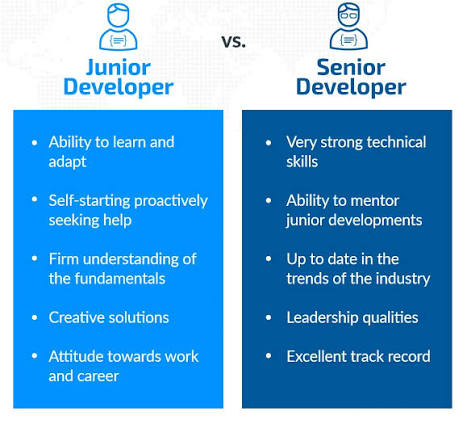 vs.
Junior
Developer
Senior
Developer
• Ability to learn and
adapt
• Self-starting proactively
seeking help
• Firm understanding of
the fundamentals
• Creative solutions
• Attitude towards work
and career
• Very strong technical
skills
• Ability to mentor
junior developments
• Up to date in the
trends of the industry
• Leadership qualities
• Excellent track record